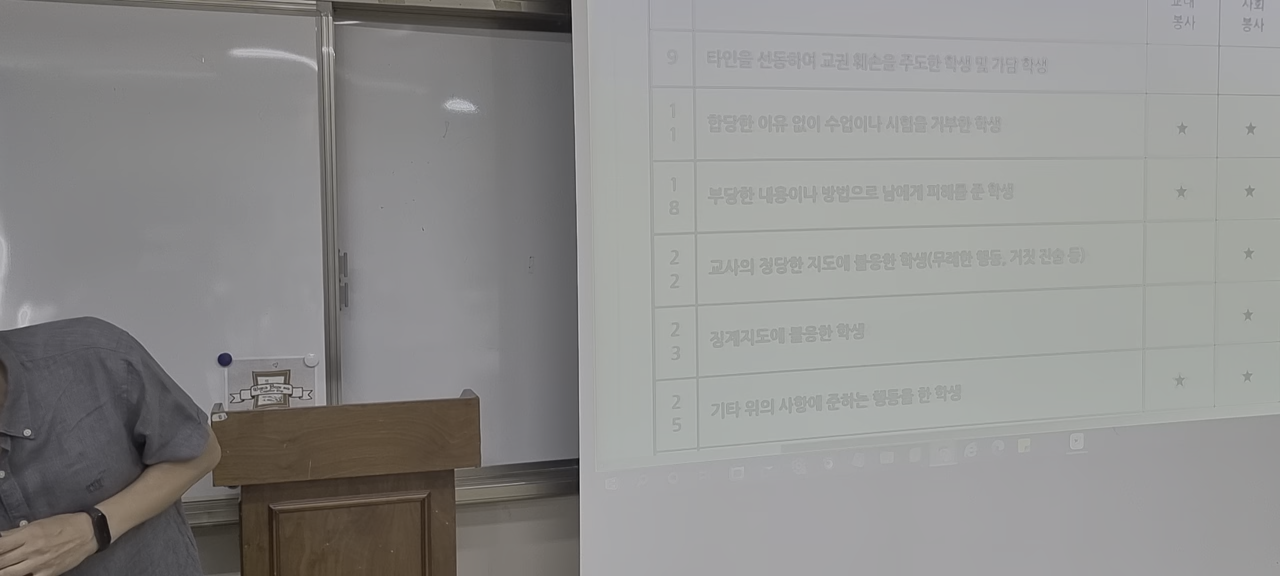 교내 사회
봉사 봉사
9 타인을 선동하여 교권 훼손을 주도한 학생 및 가담 학생
1
1 합당한 이유 없이 수업이나 시험을 거부한 학생 ★ ★
1
8 부당한 내용이나 방법으로 남에게 피해를 준 학생 ★ ★
2
2 교사의 정당한 지도에 불응한 학생(무례한 행동, 거짓 진술 등) ★
2
3 징계지도에 불응한 학생 ★
2
5 기타 위의 사항에 준하는 행동을 한 학생 ★ ★